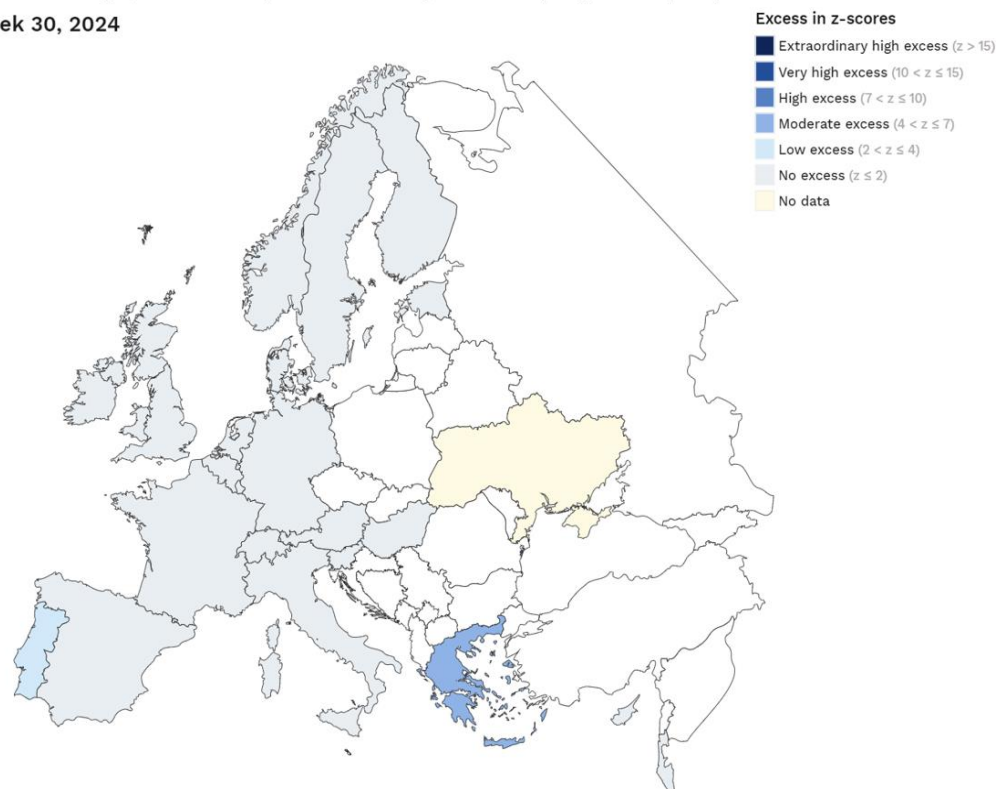 ek 30, 2024
Excess in z-scores
Extraordinary high excess (z > 15)
Very high excess (10 < z ≤ 15)
High excess (7 < z ≤ 10)
Moderate excess (4 < z ≤ 7)
Low excess (2 < z ≤ 4)
No excess (z ≤ 2)
No data